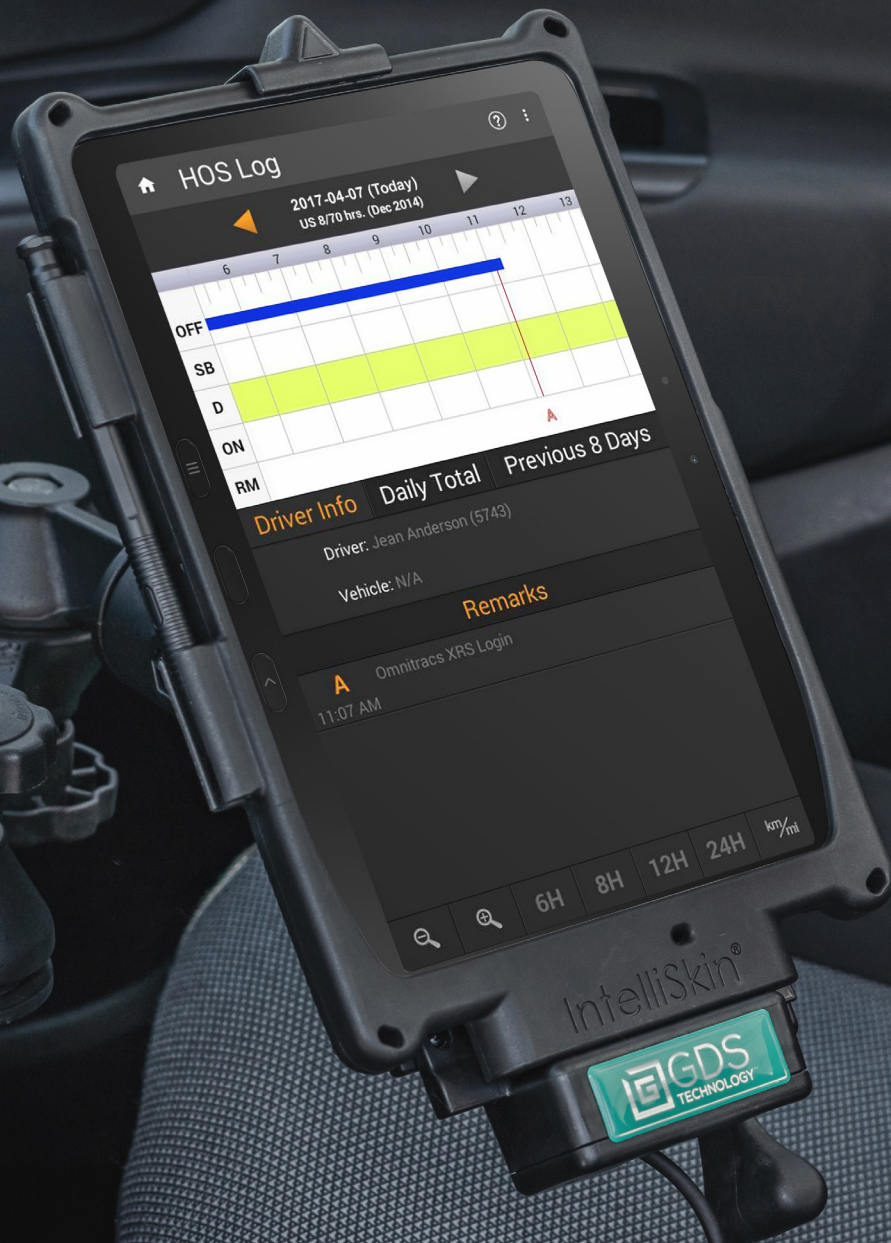 HOS Log
?
2017-04-07 (Today)
US 8/70 hrs. (Dec 2014)
6 7 8 9 10 11 12 13
OFF
SB
D
ON
RM
A
Driver Info Daily Total Previous 8 Days
Driver: Jean Anderson (5743)
Vehicle: N/A
Remarks
A Omnitracs XRS Login
11:07 AM
6H 8H 12H 24H km/mi
IntelliSkin®
G GDS
TECHNOLOGY™